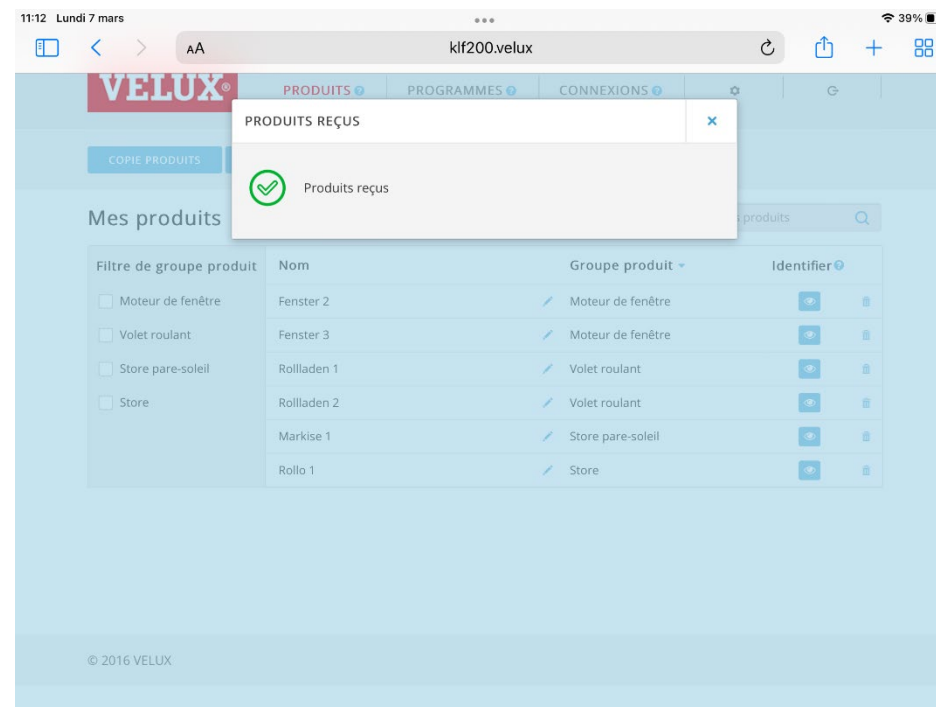 11:12 Lundi 7 mars
39%
AA
klf200.velux
VELUX®
PRODUITS
PROGRAMMES
CONNEXIONS
PRODUITS REÇUS
Produits reçus
COPIE PRODUITS
Mes produits
produits
Filtre de groupe produit
Nom
Groupe produit
Identifier
Moteur de fenêtre
Fenster 2
Moteur de fenêtre
Volet roulant
Fenster 3
Moteur de fenêtre
Store pare-soleil
Rollladen 1
Volet roulant
Store
Rollladen 2
Volet roulant
Markise 1
Store pare-soleil
Rollo 1
Store
© 2016 VELUX